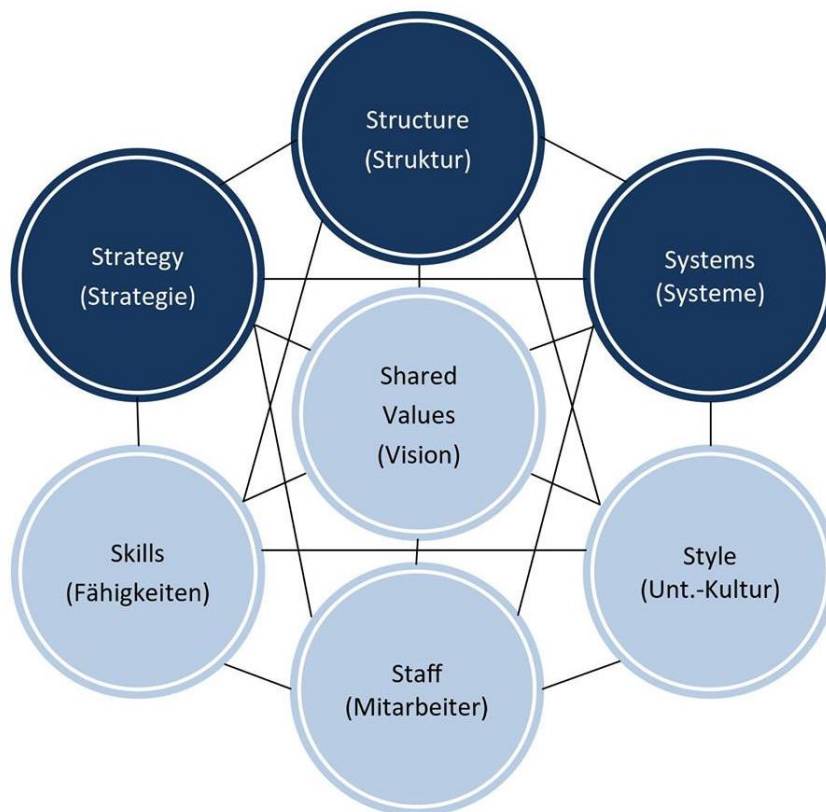 Structure
(Struktur)
Strategy
(Strategie)
Systems
(Systeme)
Shared
Values
(Vision)
Skills
(Fähigkeiten)
Style
(Unt.-Kultur)
Staff
(Mitarbeiter)